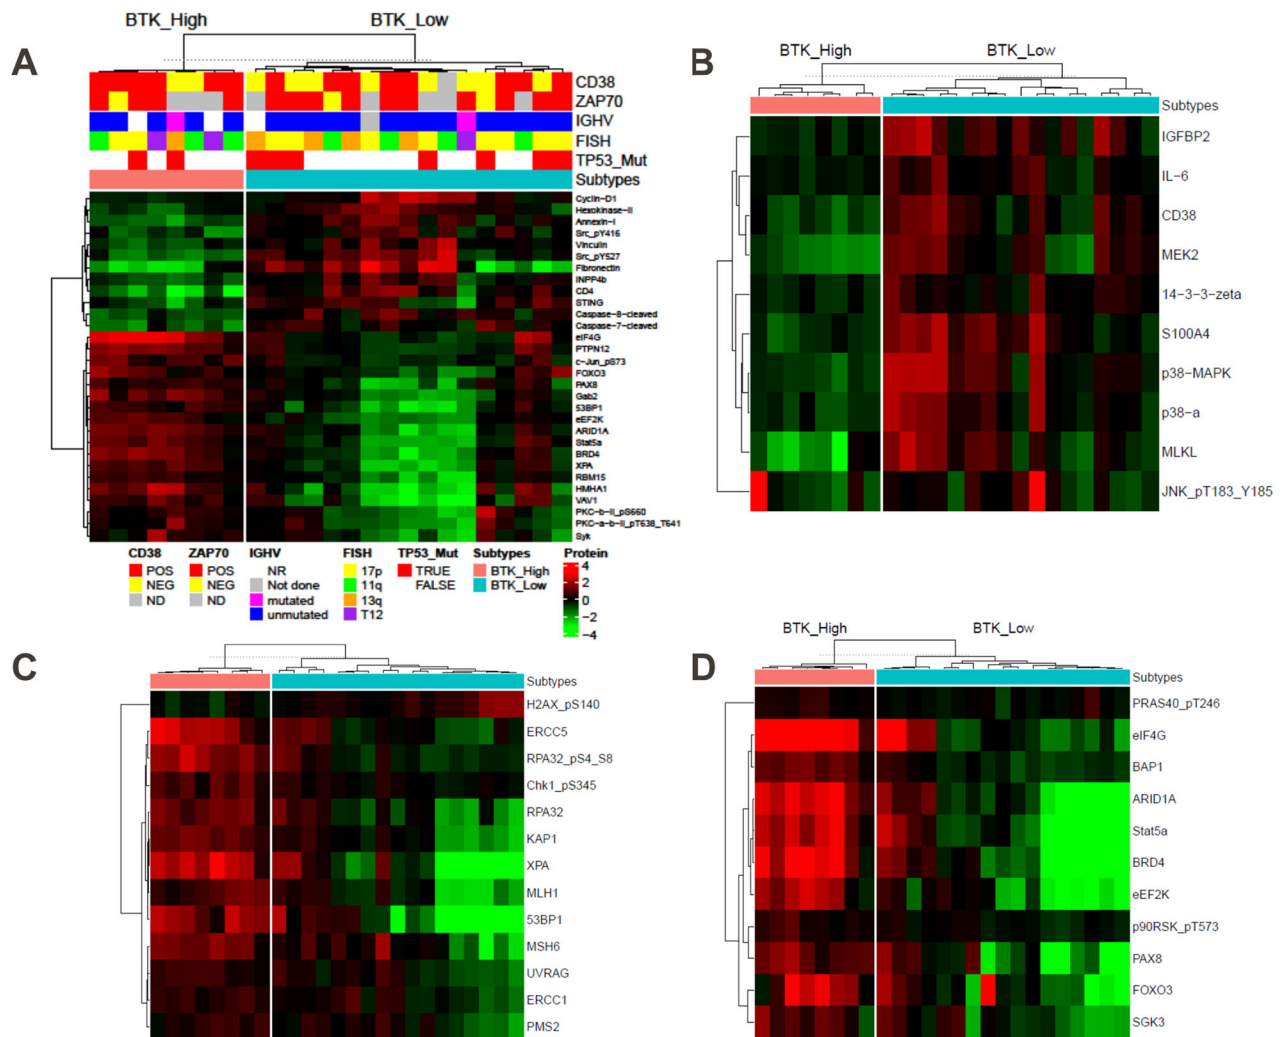 A
BTK_High
BTK_Low
CD38
ZAP70
IGHV
FISH
TP53_Mut
Subtypes
Cyclin-D1
Hexokinase-II
Annexin-I
Src_pY416
Vinculin
Src_pY527
Fibronectin
INPP4b
CD4
STING
Caspase-8-cleaved
Caspase-7-cleaved
eIF4G
PTPN12
c-Jun_pS73
FOXO3
PAX8
Gab2
53BP1
eEF2K
ARID1A
Stat5a
BRD4
XPA
RBM15
HMHA1
VAV1
PKC-b-II_pS660
PKC-a-b-II_pT638_T641
Syk
CD38
POS
NEG
ND
ZAP70
POS
NEG
ND
IGHV
NR
Not done
mutated
unmutated
FISH
17p
11q
13q
T12
TP53_Mut
TRUE
FALSE
Subtypes
BTK_High
BTK_Low
Protein
4
2
0
−2
−4
B
BTK_High
BTK_Low
Subtypes
IGFBP2
IL-6
CD38
MEK2
14-3-3-zeta
S100A4
p38-MAPK
p38-a
MLKL
JNK_pT183_Y185
C
Subtypes
H2AX_pS140
ERCC5
RPA32_pS4_S8
Chk1_pS345
RPA32
KAP1
XPA
MLH1
53BP1
MSH6
UVRAG
ERCC1
PMS2
D
BTK_High
BTK_Low
Subtypes
PRAS40_pT246
eIF4G
BAP1
ARID1A
Stat5a
BRD4
eEF2K
p90RSK_pT573
PAX8
FOXO3
SGK3